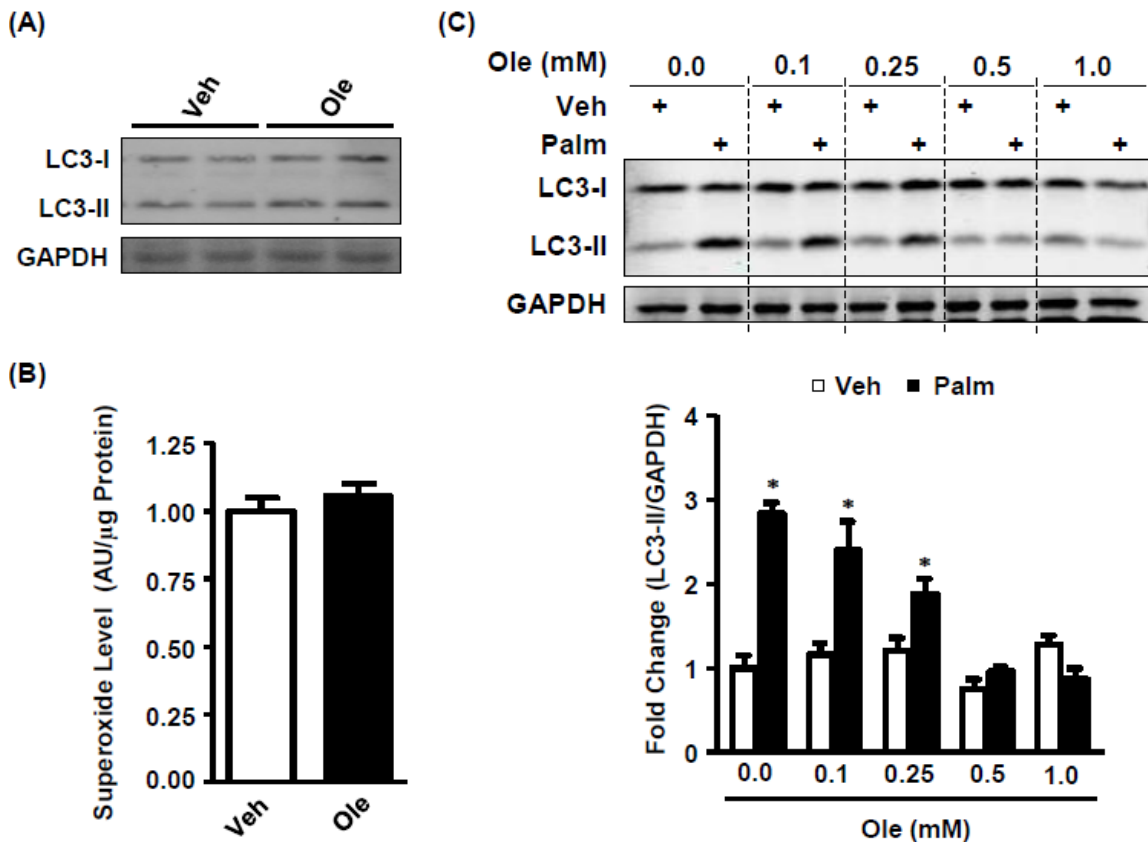 (A)
Veh Ole
LC3-I
LC3-II
GAPDH
(B)
Superoxide Level (AU/µg Protein)
1.25
1.00
0.75
0.50
0.25
0.00
Veh Ole
(C)
Ole (mM) 0.0 0.1 0.25 0.5 1.0
Veh + + + + +
Palm + + + + +
LC3-I
LC3-II
GAPDH
Veh Palm
Fold Change (LC3-II/GAPDH)
4
3
2
1
0
* * *
0.0 0.1 0.25 0.5 1.0
Ole (mM)